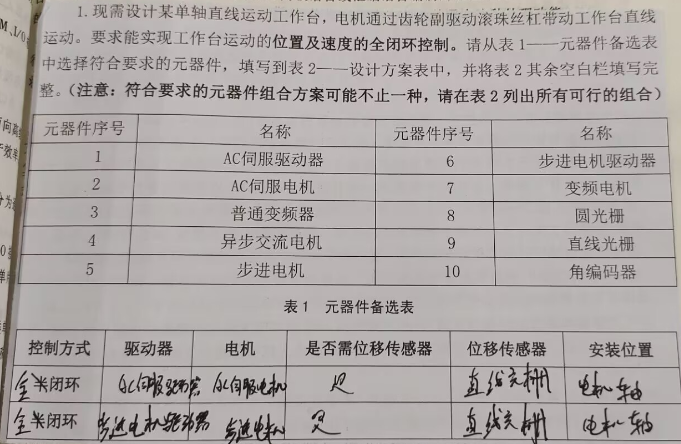 1. 现需设计某单轴直线运动工作台，电机通过齿轮副驱动滚珠丝杠带动工作台直线
运动。要求能实现工作台运动的位置及速度的全闭环控制。请从表1——元器件备选表
中选择符合要求的元器件，填写到表2——设计方案表中，并将表2其余空白栏填写完
整。（注意：符合要求的元器件组合方案可能不止一种，请在表2列出所有可行的组合）
元器件序号 名称 元器件序号 名称
1 AC伺服驱动器 6 步进电机驱动器
2 AC伺服电机 7 变频电机
3 普通变频器 8 圆光栅
4 异步交流电机 9 直线光栅
5 步进电机 10 角编码器
表1 元器件备选表
控制方式 驱动器 电机 是否需位移传感器 位移传感器 安装位置
全半闭环 AC伺服驱动器 AC伺服电机 是 直线光栅 电机轴
全半闭环 步进电机驱动器 步进电机 是 直线光栅 电机轴